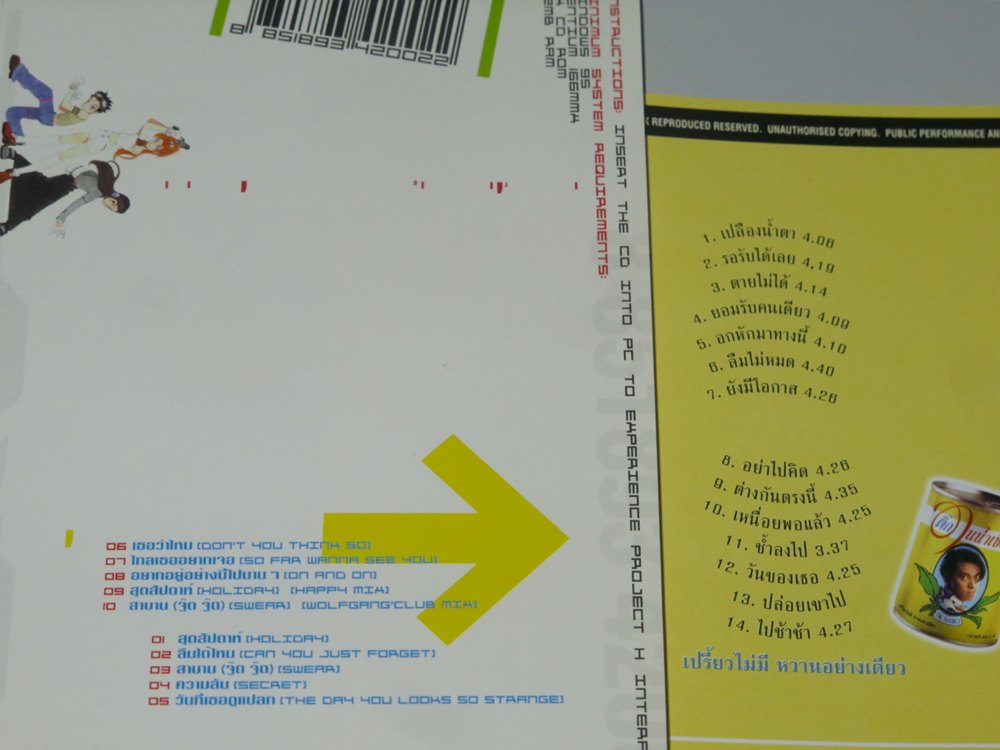 8 851893 420022
NSTRUCTIONS: INSERT THE CD INTO PC TO EXPERIENCE PROJECT H INTERF
INIMUM SYSTEM REQUIREMENTS:
INDOWS 95
ENTIUM 166MMX
X CD ROM
2MB RAM
06 เธอว่าไหม (DON'T YOU THINK SO)
07 ไกลเธออยากเจอ (SO FAR WANNA SEE YOU)
08 อยากอยู่อย่างนี้ไปนาน ๆ (ON AND ON)
09 สุดสัปดาห์ (HOLIDAY) (HAPPY MIX)
10 สาบาน (จุ๊ด จุ๊ด) (SWEAR) (WOLFGANG'CLUB MIX)
01 สุดสัปดาห์ (HOLIDAY)
02 ลืมได้ไหม (CAN YOU JUST FORGET)
03 สาบาน (จุ๊ด จุ๊ด) (SWEAR)
04 ความลับ (SECRET)
05 วันที่เธอดูแปลก (THE DAY YOU LOOKS SO STRANGE)
REPRODUCED RESERVED. UNAUTHORISED COPYING. PUBLIC PERFORMANCE AN
1. เปลืองน้ำตา 4.06
2. รอรับได้เลย 4.19
3. ตายไม่ได้ 4.14
4. ยอมรับคนเดียว 4.09
5. อกหักมาทางนี้ 4.10
6. ลืมไม่หมด 4.40
7. ยังมีโอกาส 4.26
8. อย่าไปคิด 4.26
9. ต่างกันตรงนี้ 4.35
10. เหนื่อยพอแล้ว 4.25
11. ซ้ำลงไป 3.37
12. วันของเธอ 4.25
13. ปล่อยเขาไป
14. ไปช้าช้า 4.27
เปรี้ยวไม่มี หวานอย่างเดียว